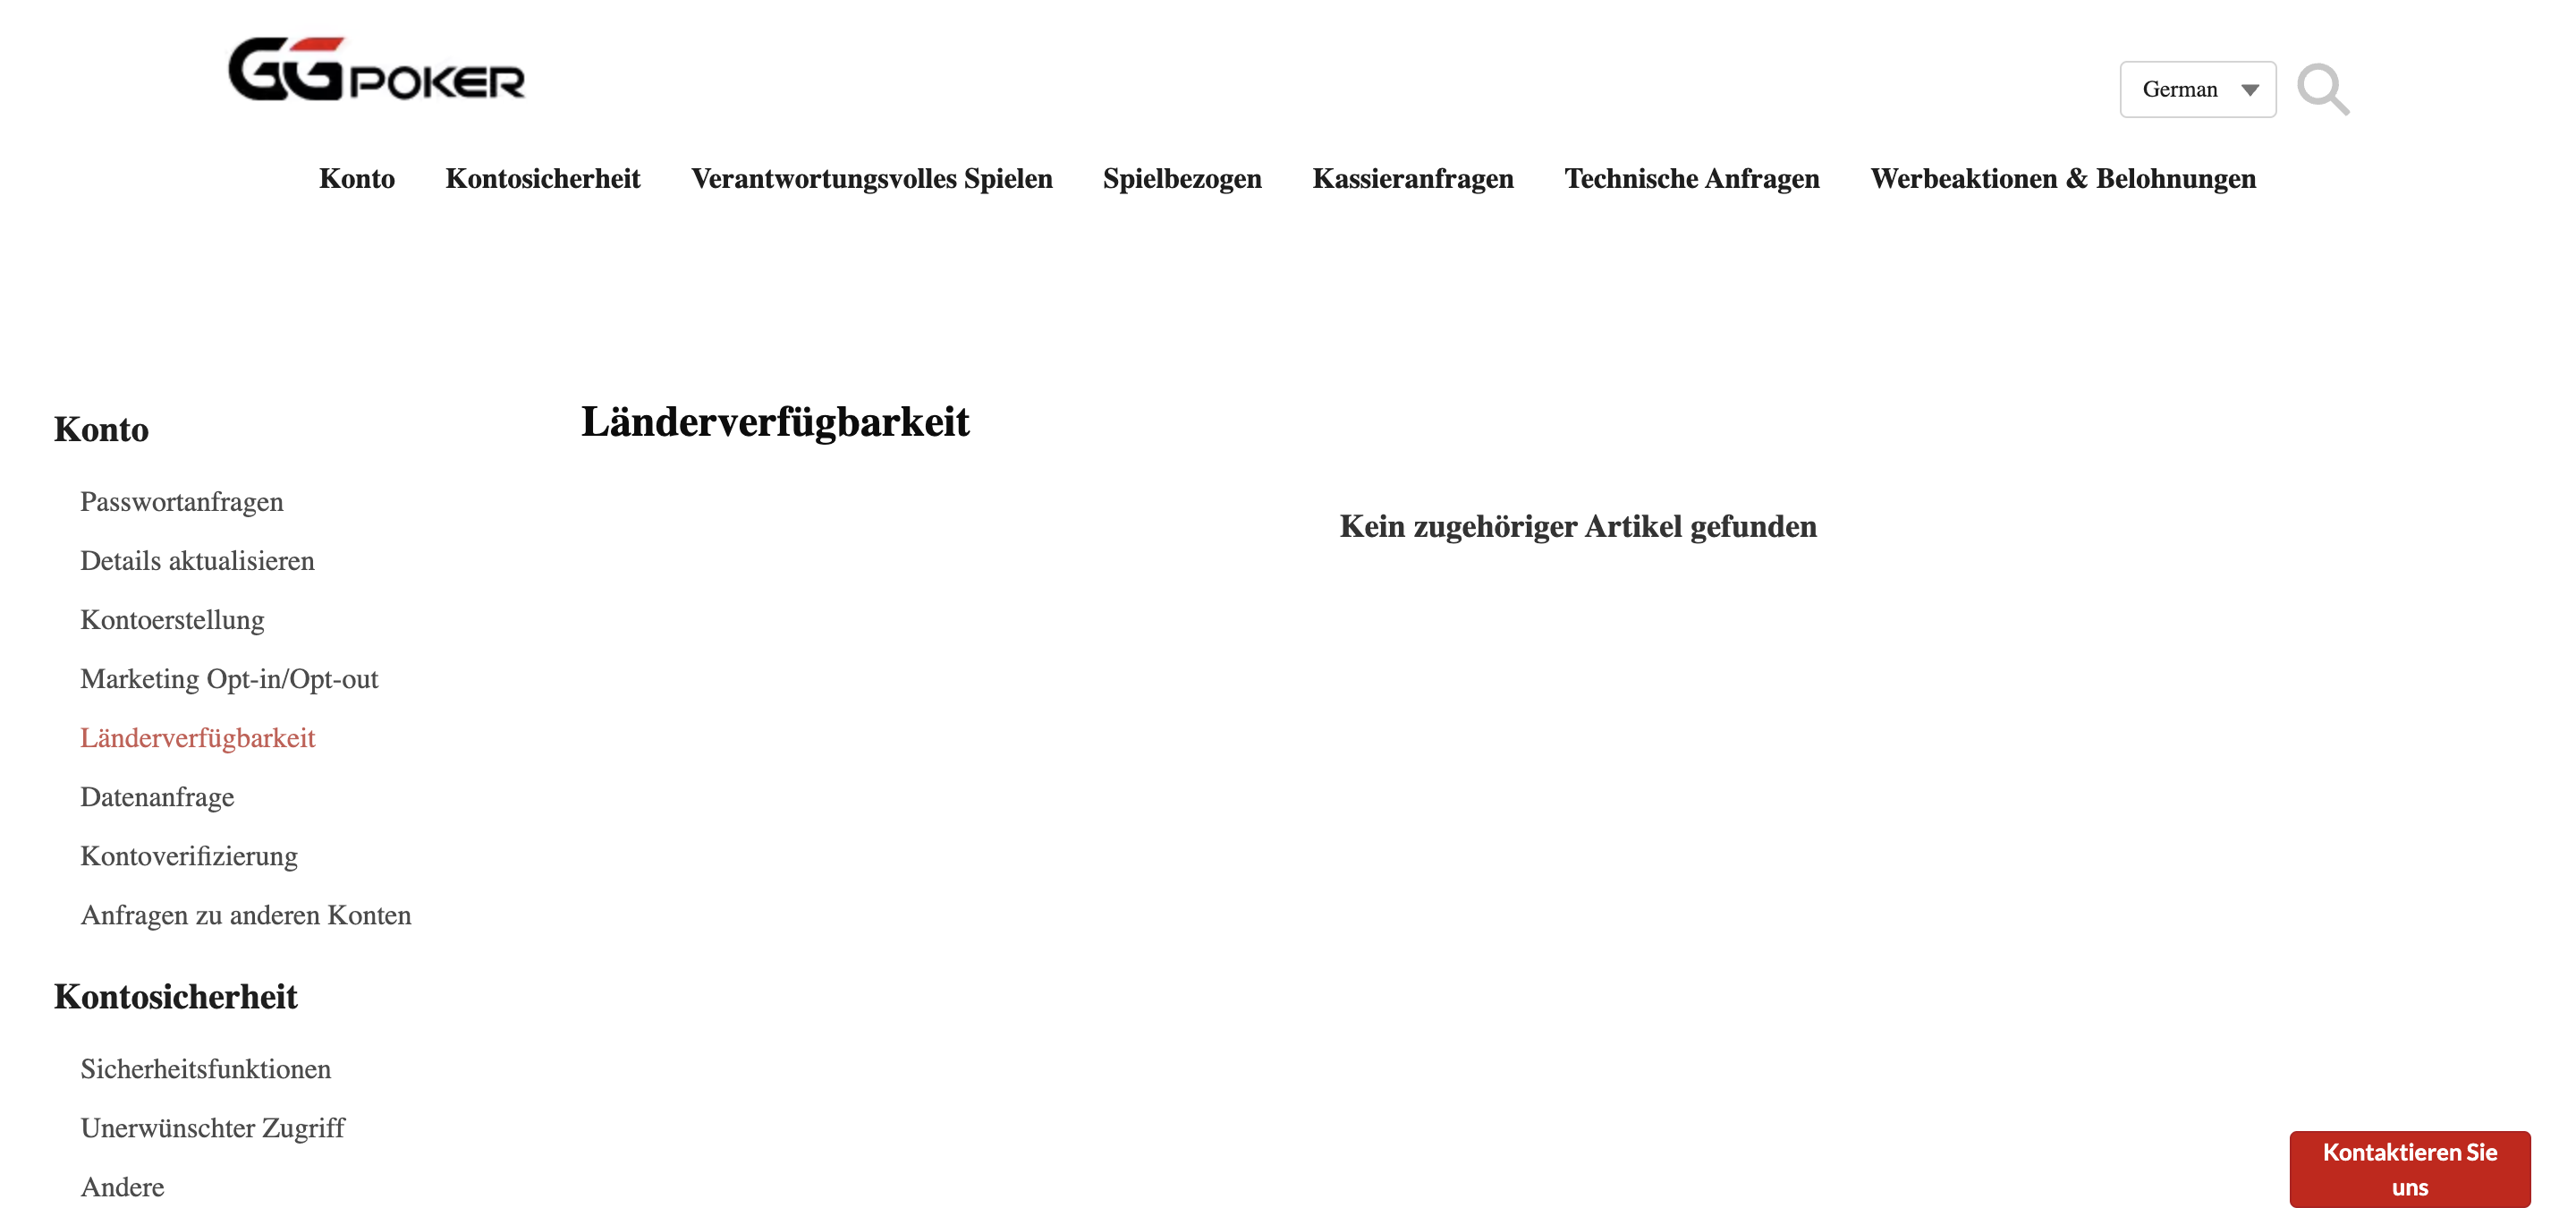 GGPOKER
German
Konto Kontosicherheit Verantwortungsvolles Spielen Spielbezogen Kassieranfragen Technische Anfragen Werbeaktionen & Belohnungen
Konto
Passwortanfragen
Details aktualisieren
Kontoerstellung
Marketing Opt-in/Opt-out
Länderverfügbarkeit
Datenanfrage
Kontoverifizierung
Anfragen zu anderen Konten
Kontosicherheit
Sicherheitsfunktionen
Unerwünschter Zugriff
Andere
Länderverfügbarkeit
Kein zugehöriger Artikel gefunden
Kontaktieren Sie
uns